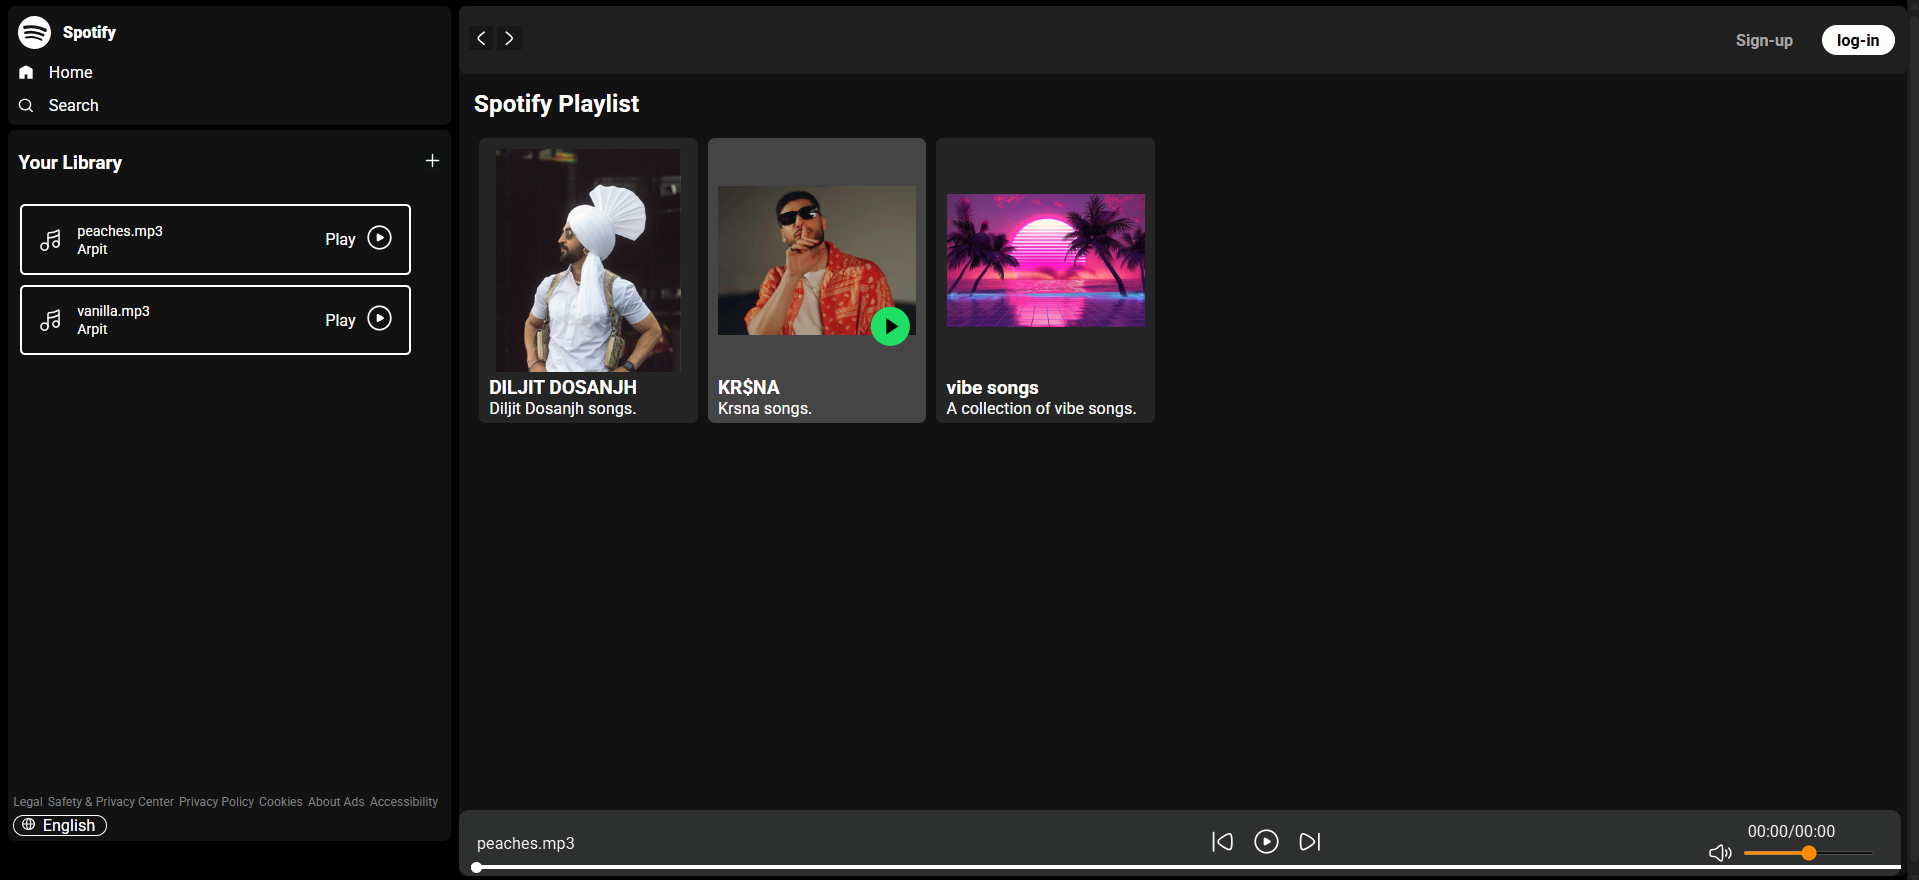 Spotify
Home
Search
Your Library
peaches.mp3
Arpit
Play
vanilla.mp3
Arpit
Play
Legal Safety & Privacy Center Privacy Policy Cookies About Ads Accessibility
English
Sign-up
log-in
Spotify Playlist
DILJIT DOSANJH
Diljit Dosanjh songs.
KR$NA
Krsna songs.
vibe songs
A collection of vibe songs.
peaches.mp3
00:00/00:00